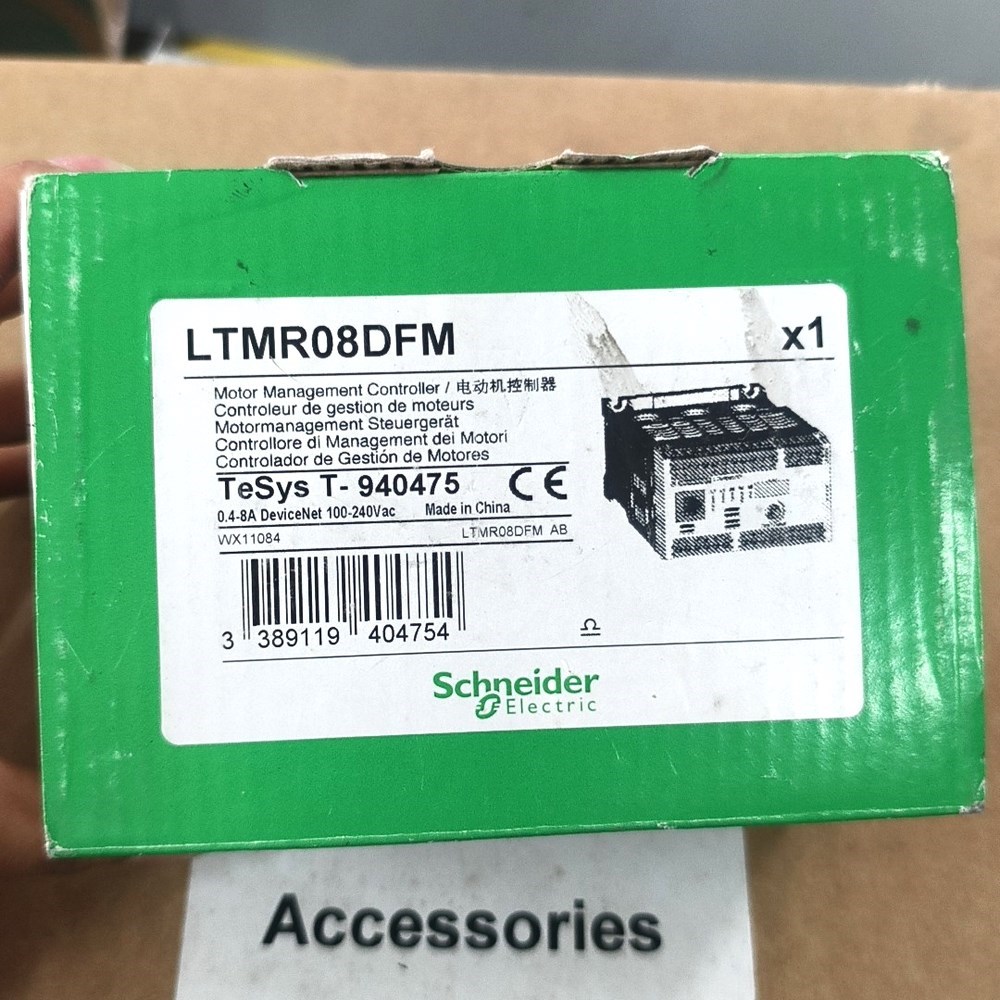 LTMR08DFM x1
Motor Management Controller / 电动机控制器
Controleur de gestion de moteurs
Motormanagement Steuergerät
Controllore di Management dei Motori
Controlador de Gestión de Motores
TeSys T- 940475 CE
0.4-8A DeviceNet 100-240Vac Made in China
WX11084 LTMR08DFM AB
3 389119 404754
Schneider
Electric
Accessories